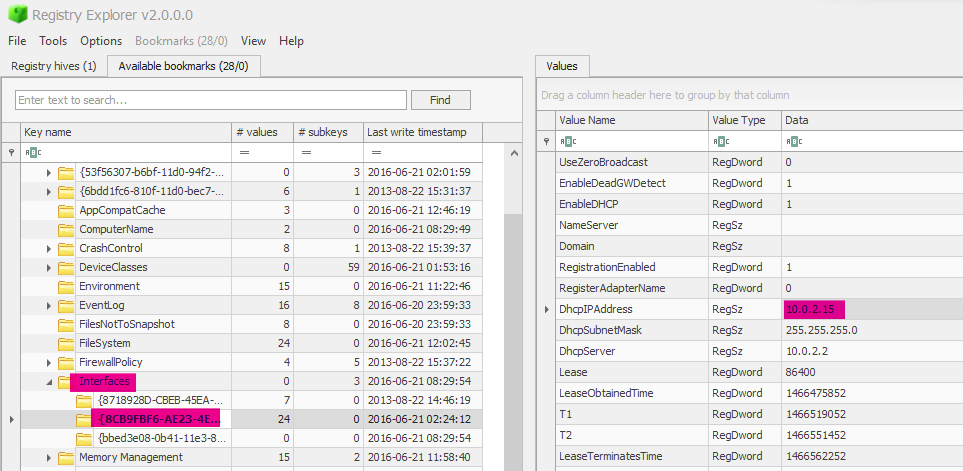 Registry Explorer v2.0.0.0
File Tools Options Bookmarks (28/0) View Help
Registry hives (1) Available bookmarks (28/0)
Enter text to search... Find
Key name # values # subkeys Last write timestamp
ABC = = =
{53f56307-b6bf-11d0-94f2-... 0 3 2016-06-21 02:01:59
{6bdd1fc6-810f-11d0-bec7-... 6 1 2013-08-22 15:31:37
AppCompatCache 3 0 2016-06-21 12:46:19
ComputerName 2 0 2016-06-21 08:29:49
CrashControl 8 1 2013-08-22 15:39:37
DeviceClasses 0 59 2016-06-21 01:53:16
Environment 15 0 2016-06-21 11:22:46
EventLog 16 8 2016-06-20 23:59:33
FilesNotToSnapshot 8 0 2016-06-20 23:59:33
FileSystem 24 0 2016-06-21 12:02:45
FirewallPolicy 4 5 2013-08-22 15:37:22
Interfaces 0 3 2016-06-21 08:29:54
{8718928D-CBEB-45EA-... 7 0 2013-08-22 14:46:19
{8CB9FBF6-AE23-4E... 24 0 2016-06-21 02:24:12
{bbed3e08-0b41-11e3-8... 0 0 2016-06-21 08:29:54
Memory Management 15 2 2016-06-21 11:58:40
Values
Drag a column header here to group by that column
Value Name Value Type Data
ABC ABC ABC
UseZeroBroadcast RegDword 0
EnableDeadGWDetect RegDword 1
EnableDHCP RegDword 1
NameServer RegSz
Domain RegSz
RegistrationEnabled RegDword 1
RegisterAdapterName RegDword 0
DhcpIPAddress RegSz 10.0.2.15
DhcpSubnetMask RegSz 255.255.255.0
DhcpServer RegSz 10.0.2.2
Lease RegDword 86400
LeaseObtainedTime RegDword 1466475852
T1 RegDword 1466519052
T2 RegDword 1466551452
LeaseTerminatesTime RegDword 1466562252